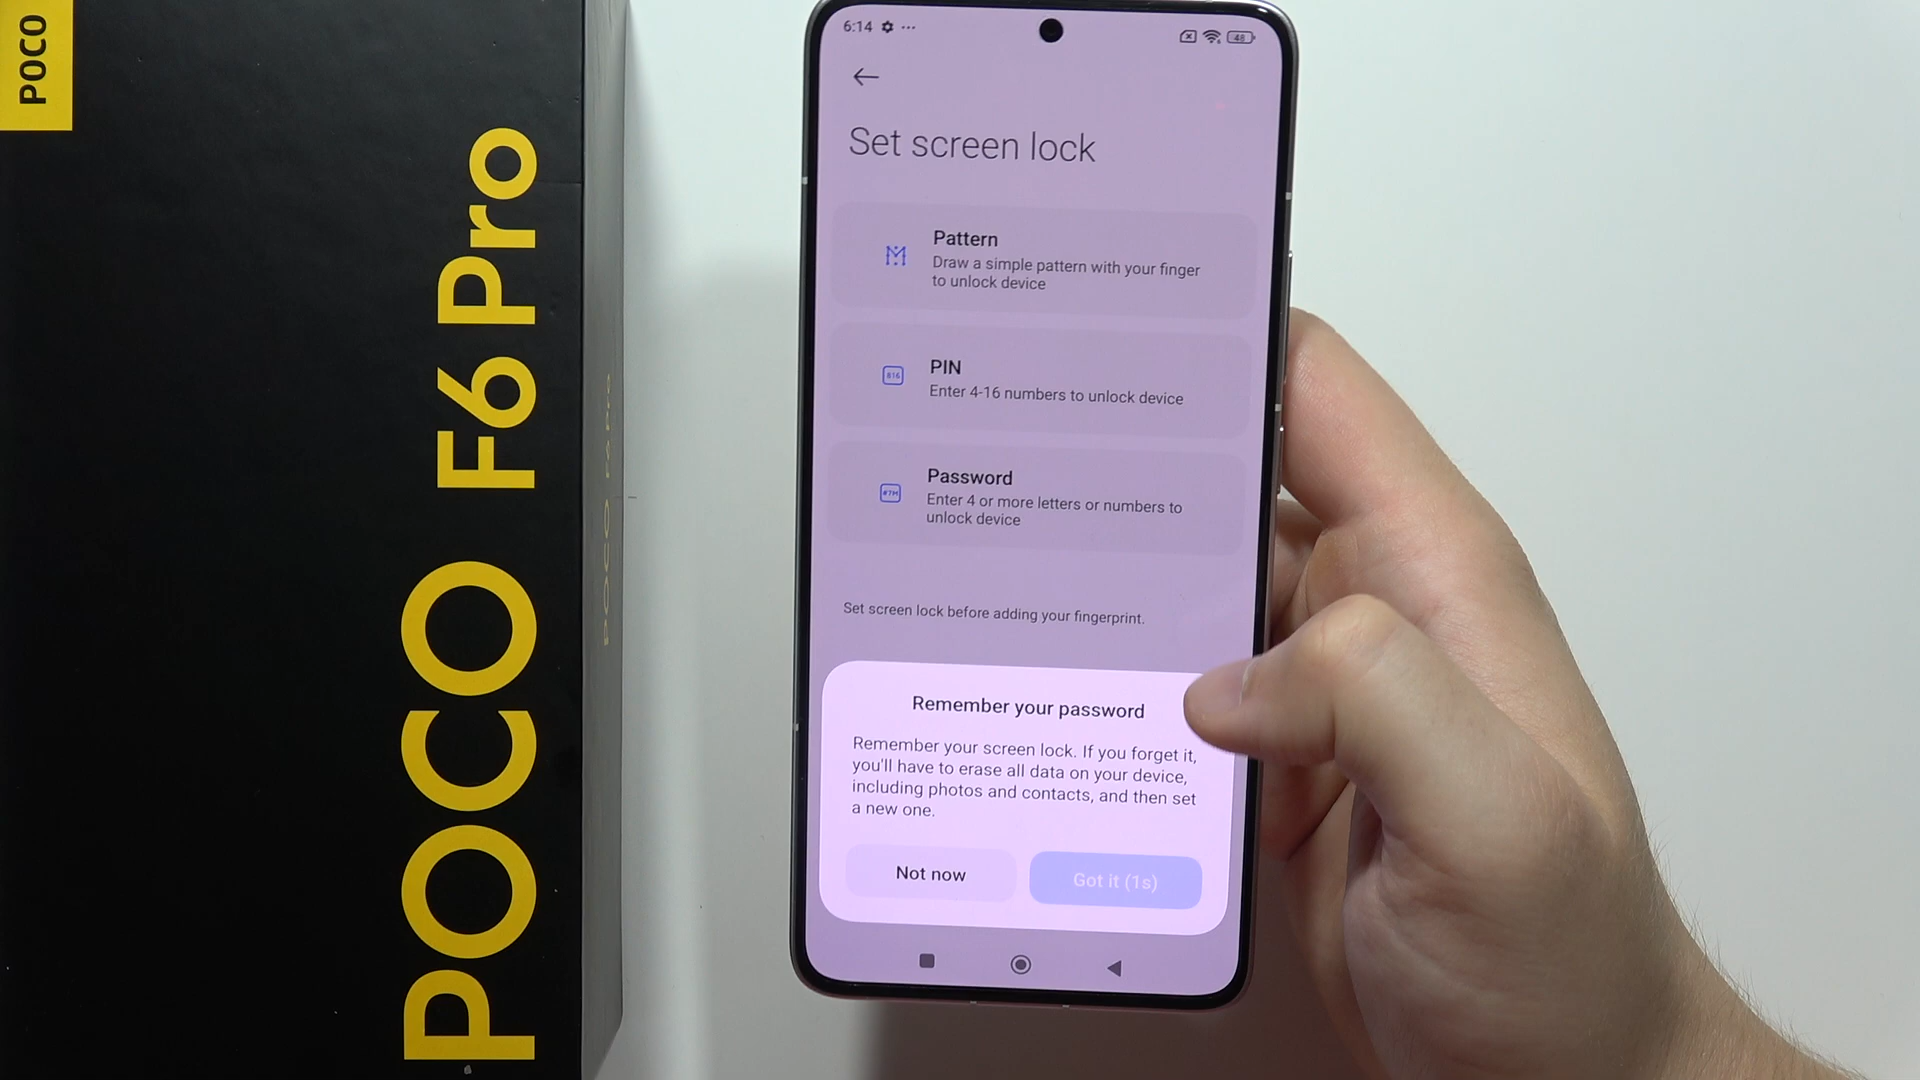 POCO
POCO F6 Pro
POCO F6 Pro
6:14
48
Set screen lock
Pattern
Draw a simple pattern with your finger
to unlock device
PIN
Enter 4-16 numbers to unlock device
Password
Enter 4 or more letters or numbers to
unlock device
Set screen lock before adding your fingerprint.
Remember your password
Remember your screen lock. If you forget it,
you'll have to erase all data on your device,
including photos and contacts, and then set
a new one.
Not now
Got it (1s)